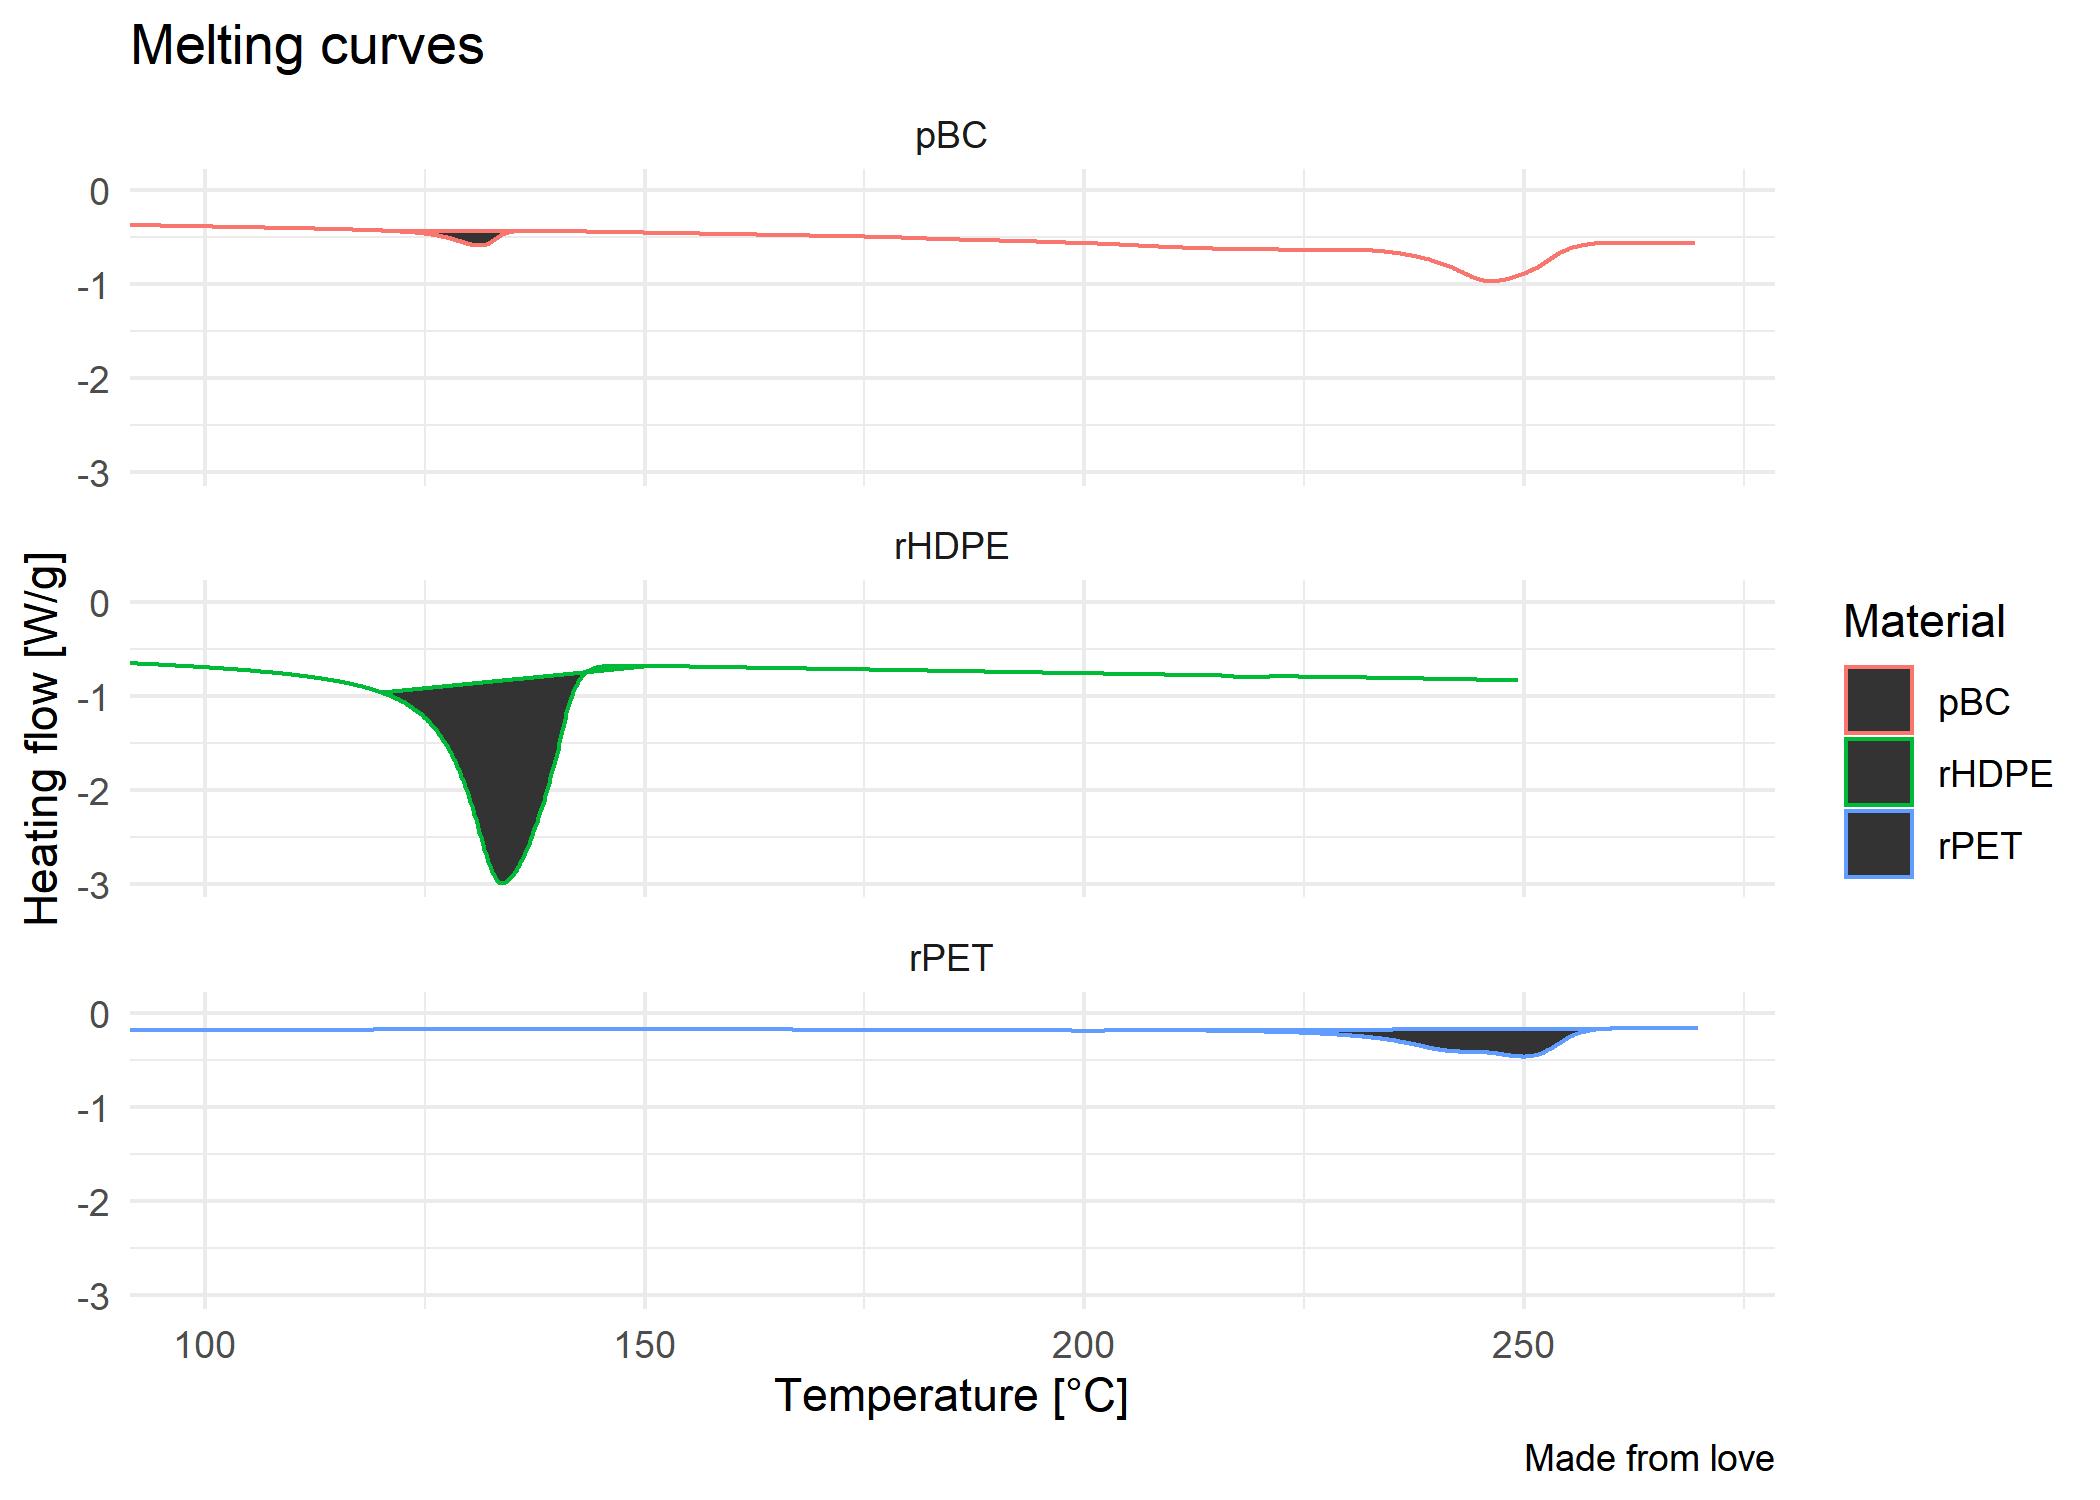 Melting curves
pBC
0
-1
-2
-3
rHDPE
0
-1
-2
-3
rPET
0
-1
-2
-3
100 150 200 250
Temperature [°C]
Heating flow [W/g]
Material
pBC
rHDPE
rPET
Made from love